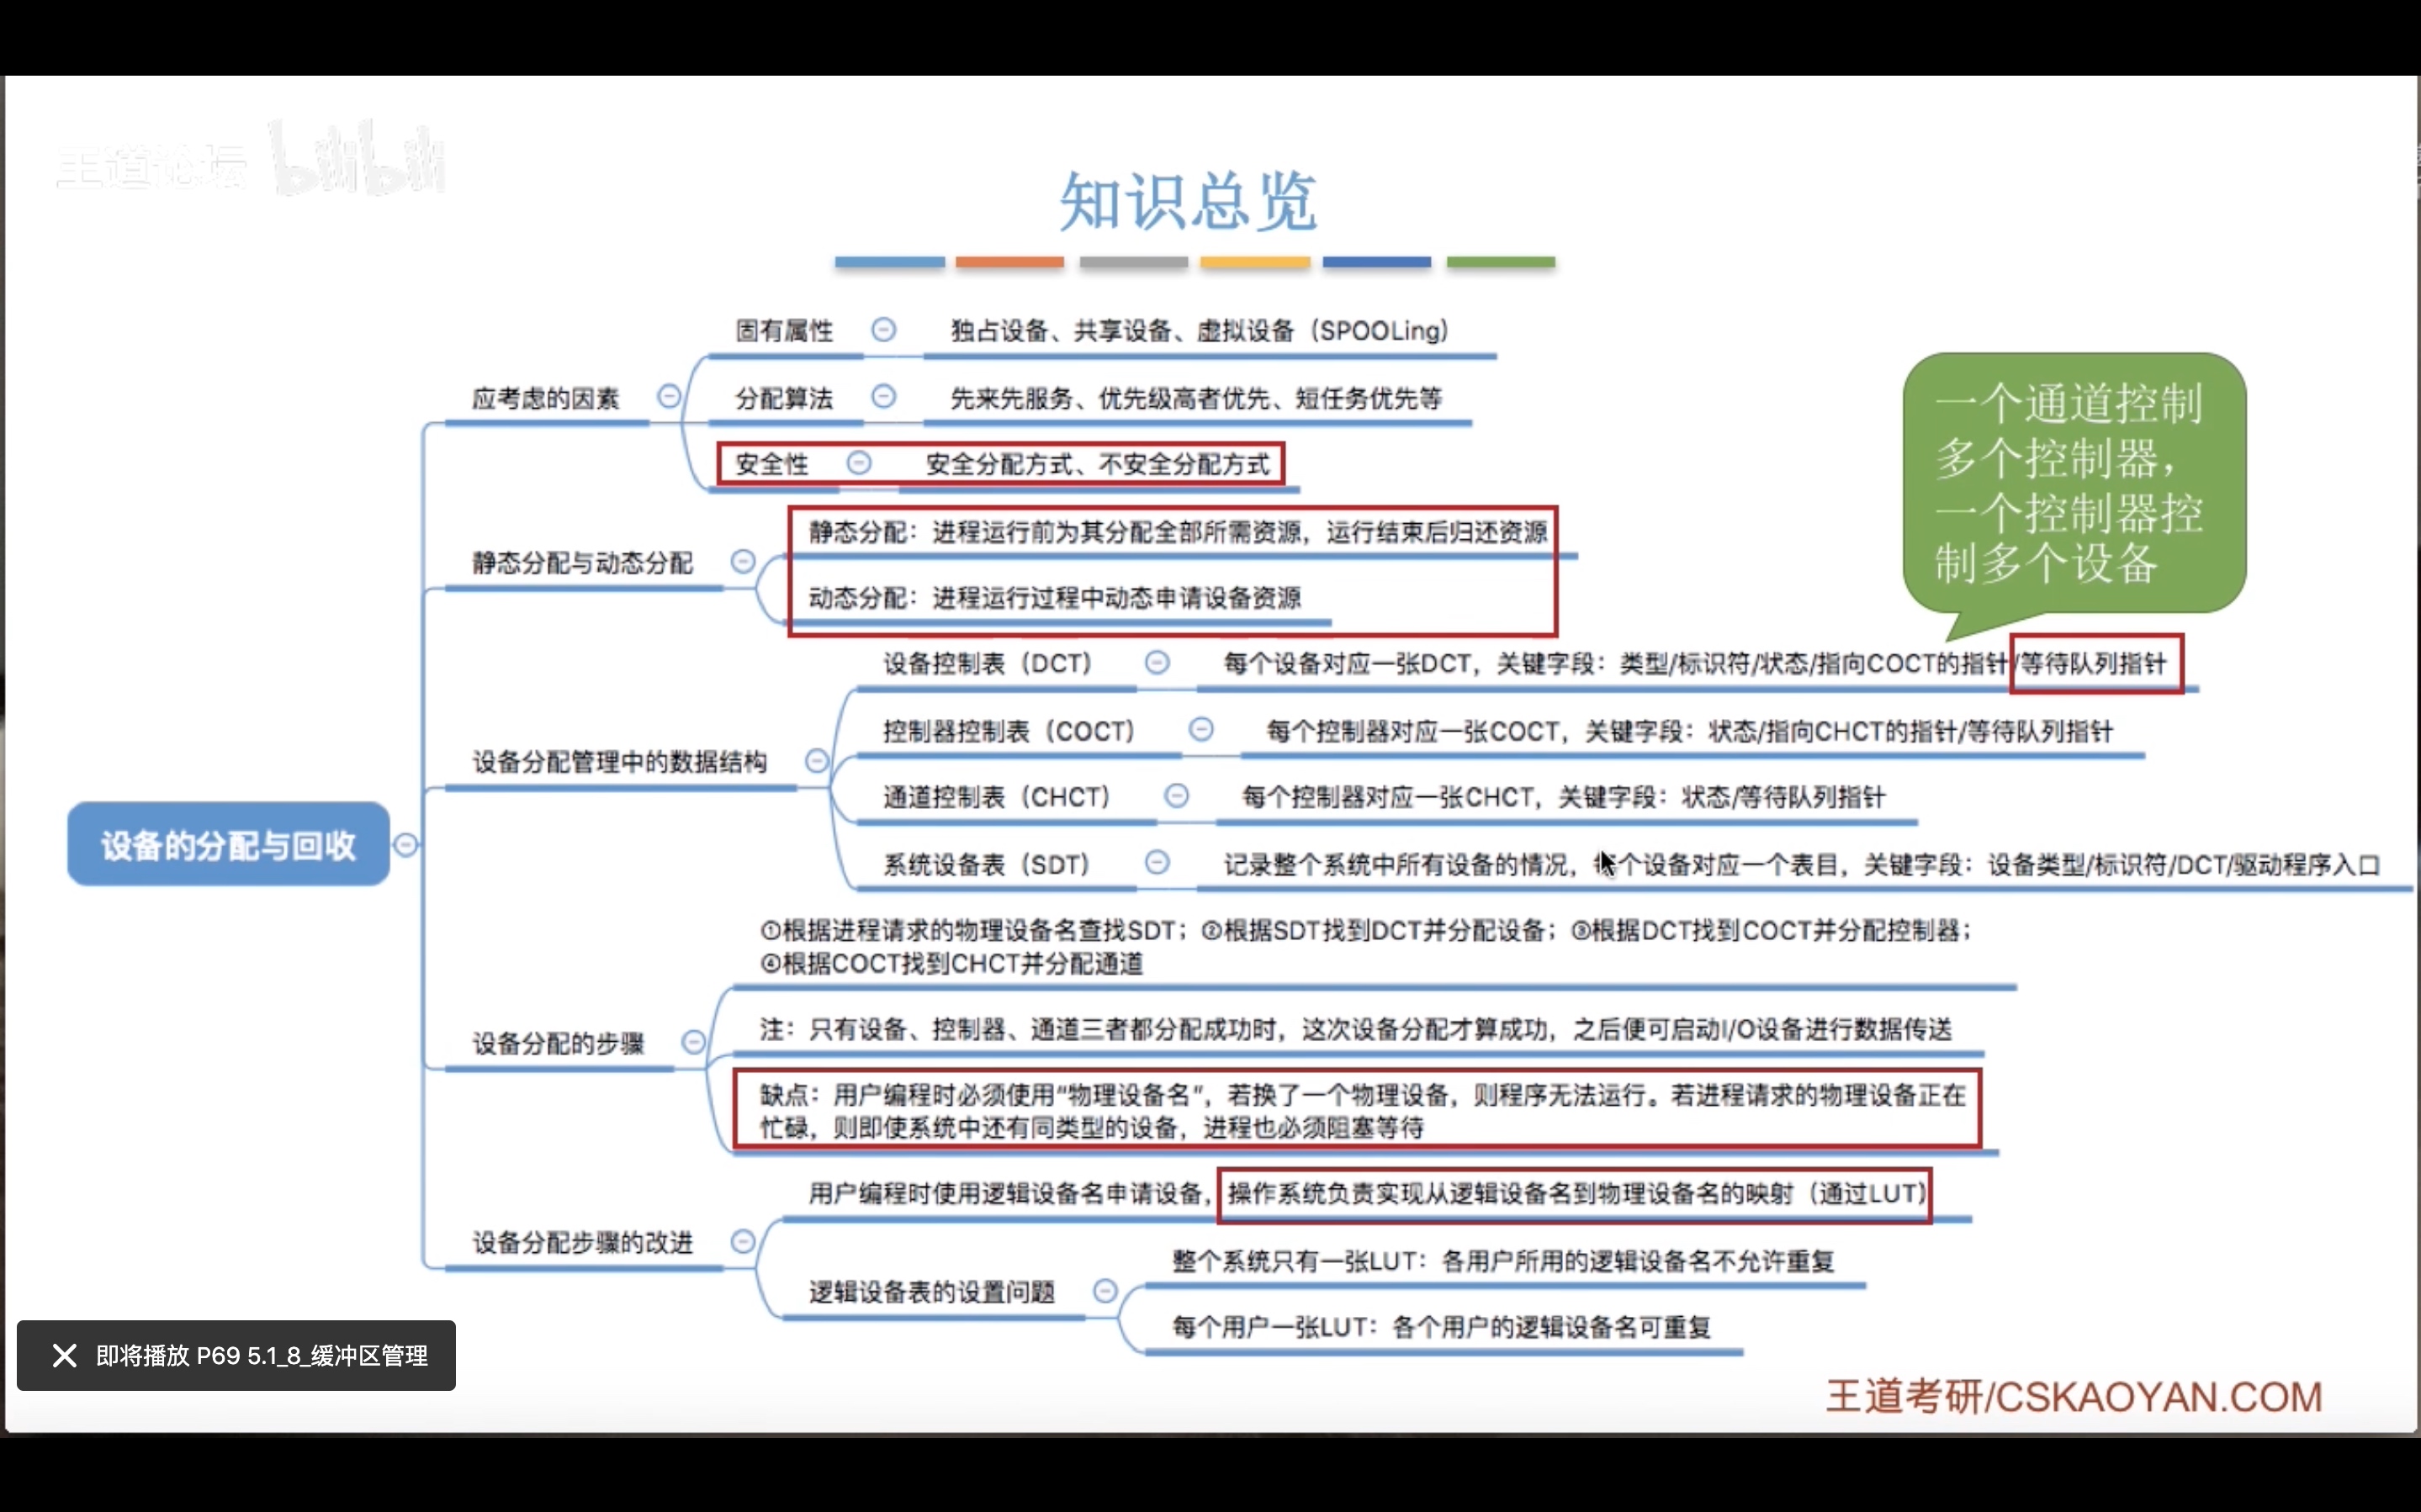 王道论坛 bilibili
知识总览
固有属性 独占设备、共享设备、虚拟设备（SPOOLing）
应考虑的因素
分配算法 先来先服务、优先级高者优先、短任务优先等
安全性 安全分配方式、不安全分配方式
一个通道控制
多个控制器，
一个控制器控
制多个设备
静态分配与动态分配
静态分配：进程运行前为其分配全部所需资源，运行结束后归还资源
动态分配：进程运行过程中动态申请设备资源
设备分配管理中的数据结构
设备控制表（DCT） 每个设备对应一张DCT，关键字段：类型/标识符/状态/指向COCT的指针/等待队列指针
控制器控制表（COCT） 每个控制器对应一张COCT，关键字段：状态/指向CHCT的指针/等待队列指针
通道控制表（CHCT） 每个控制器对应一张CHCT，关键字段：状态/等待队列指针
系统设备表（SDT） 记录整个系统中所有设备的情况，每个设备对应一个表目，关键字段：设备类型/标识符/DCT/驱动程序入口
设备的分配与回收
设备分配的步骤
①根据进程请求的物理设备名查找SDT；②根据SDT找到DCT并分配设备；③根据DCT找到COCT并分配控制器；
④根据COCT找到CHCT并分配通道
注：只有设备、控制器、通道三者都分配成功时，这次设备分配才算成功，之后便可启动I/O设备进行数据传送
缺点：用户编程时必须使用“物理设备名”，若换了一个物理设备，则程序无法运行。若进程请求的物理设备正在
忙碌，则即使系统中还有同类型的设备，进程也必须阻塞等待
设备分配步骤的改进
用户编程时使用逻辑设备名申请设备，操作系统负责实现从逻辑设备名到物理设备名的映射（通过LUT）
逻辑设备表的设置问题
整个系统只有一张LUT：各用户所用的逻辑设备名不允许重复
每个用户一张LUT：各个用户的逻辑设备名可重复
即将播放 P69 5.1_8_缓冲区管理
王道考研/CSKAOYAN.COM